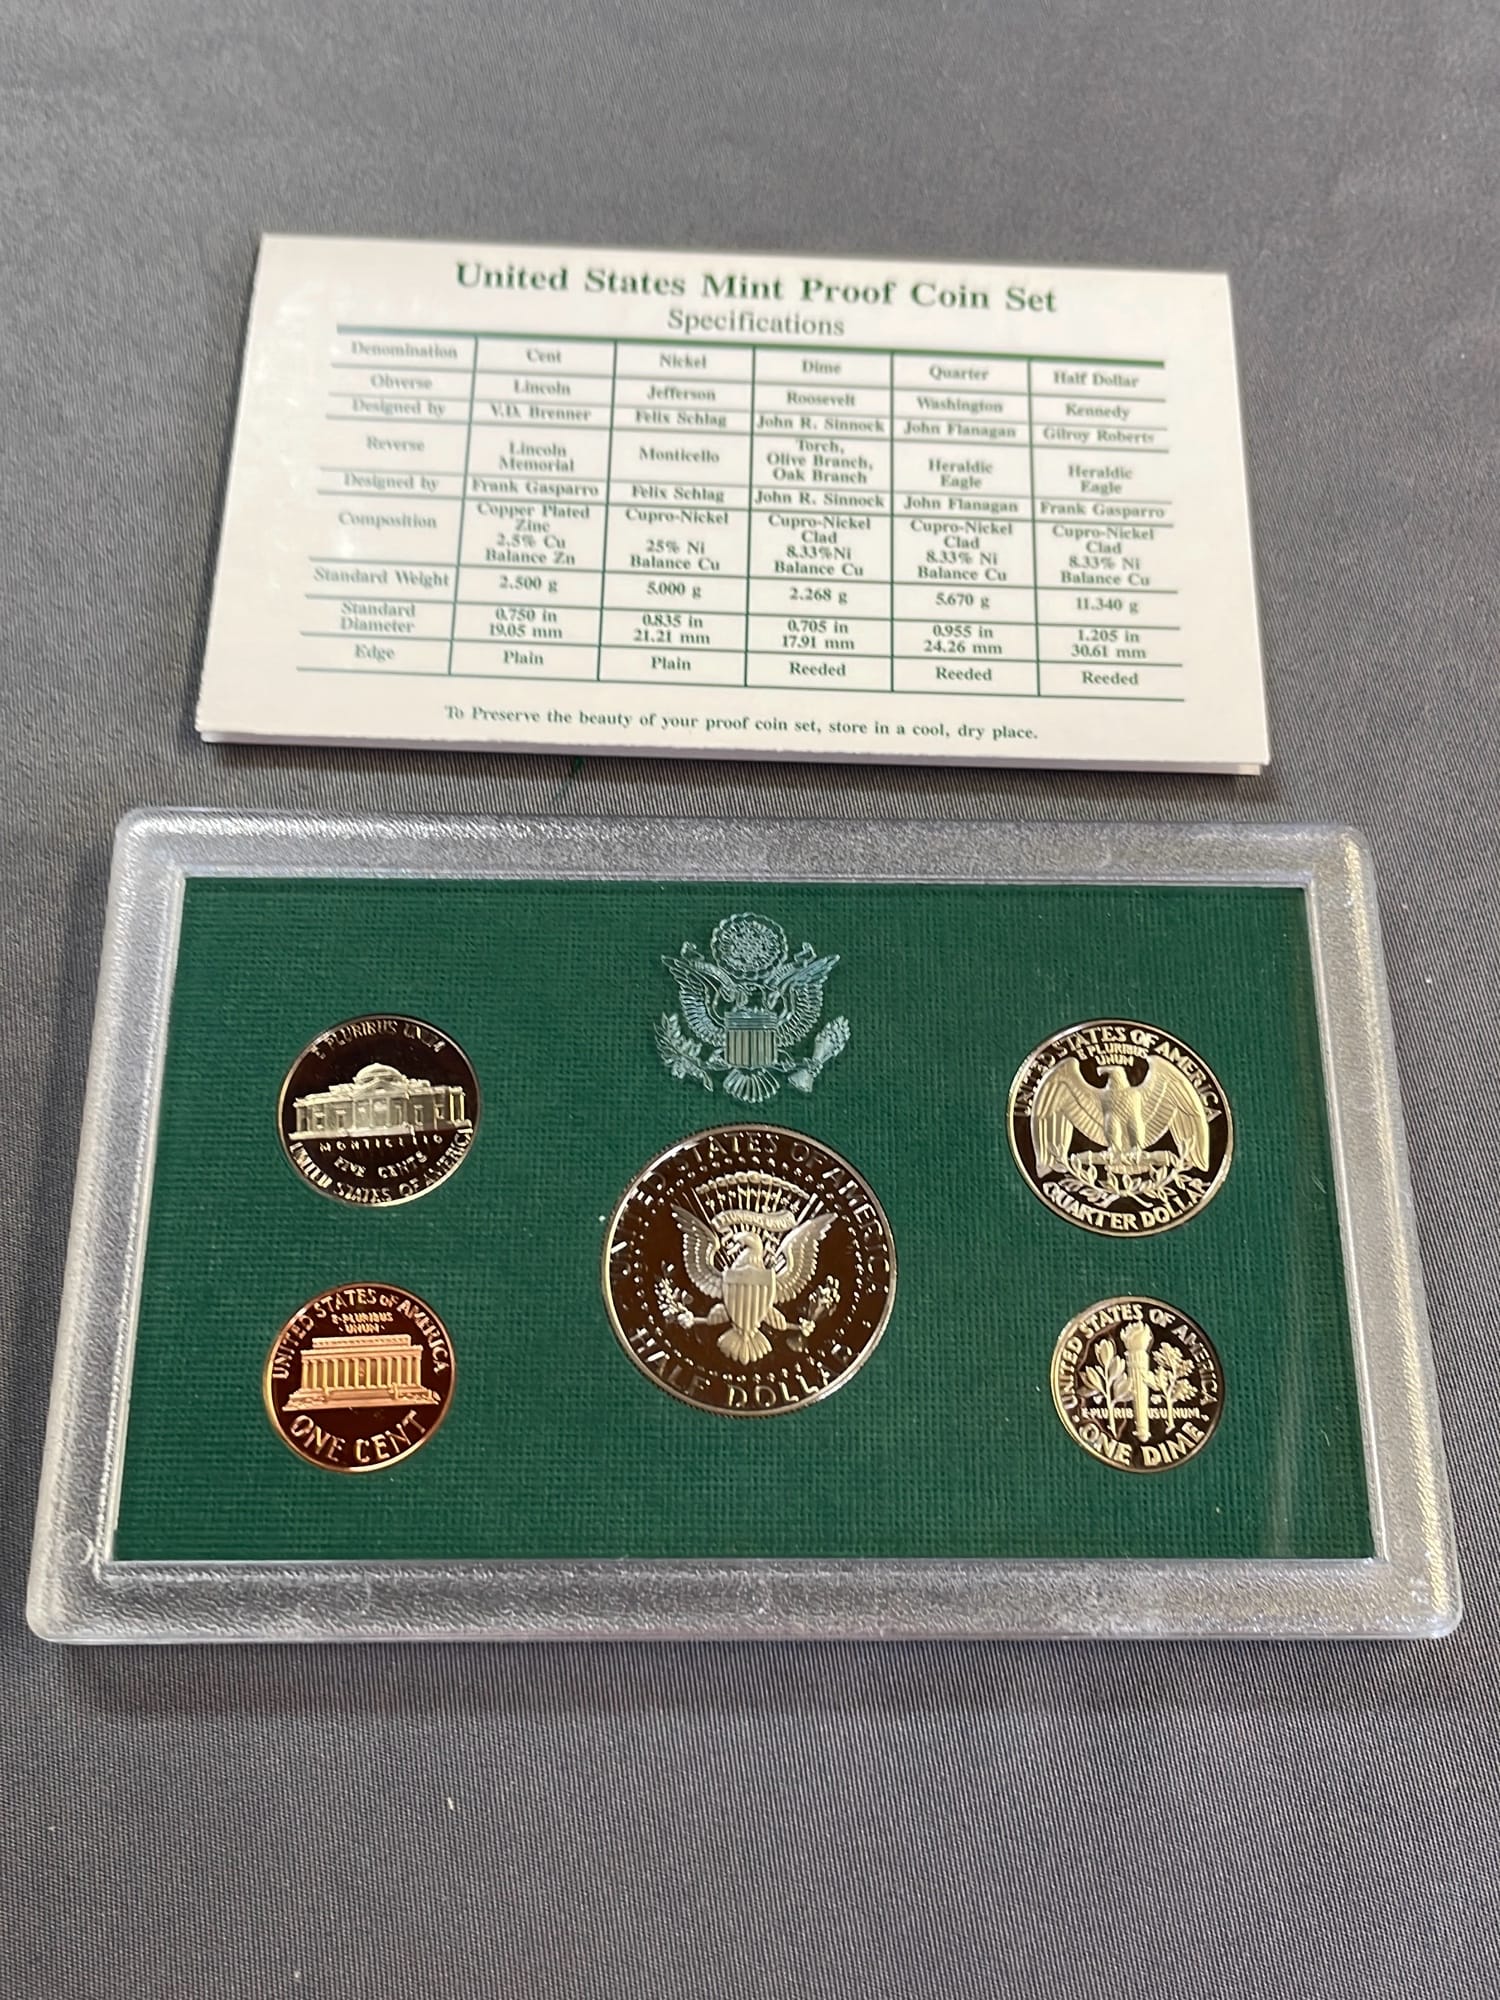 United States Mint Proof Coin Set
Specifications
Denomination Cent Nickel Dime Quarter Half Dollar
Obverse Lincoln Jefferson Roosevelt Washington Kennedy
Designed by V.D. Brenner Felix Schlag John R. Sinnock John Flanagan Gilroy Roberts
Reverse Lincoln Memorial Monticello Torch, Olive Branch, Oak Branch Heraldic Eagle Heraldic Eagle
Designed by Frank Gasparro Felix Schlag John R. Sinnock John Flanagan Frank Gasparro
Composition Copper Plated Zinc 2.5% Cu Balance Zn Cupro-Nickel 25% Ni Balance Cu Cupro-Nickel Clad 8.33%Ni Balance Cu Cupro-Nickel Clad 8.33% Ni Balance Cu Cupro-Nickel Clad 8.33% Ni Balance Cu
Standard Weight 2.500 g 5.000 g 2.268 g 5.670 g 11.340 g
Standard Diameter 0.750 in 19.05 mm 0.835 in 21.21 mm 0.705 in 17.91 mm 0.955 in 24.26 mm 1.205 in 30.61 mm
Edge Plain Plain Reeded Reeded Reeded
To Preserve the beauty of your proof coin set, store in a cool, dry place.
E PLURIBUS UNUM
MONTICELLO
FIVE CENTS
UNITED STATES OF AMERICA
UNITED STATES OF AMERICA
E PLURIBUS
UNUM
QUARTER DOLLAR
UNITED STATES OF AMERICA
E PLURIBUS UNUM
HALF DOLLAR
UNITED STATES OF AMERICA
E·PLURIBUS
·UNUM·
ONE CENT
UNITED STATES OF AMERICA
E·PLURIBUS UNUM
·ONE DIME·